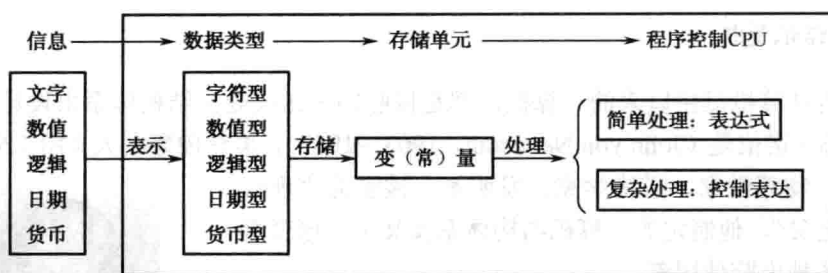 信息 数据类型 存储单元 程序控制CPU
文字
数值
逻辑
日期
货币
表示
字符型
数值型
逻辑型
日期型
货币型
存储
变（常）量
处理
简单处理：表达式
复杂处理：控制表达